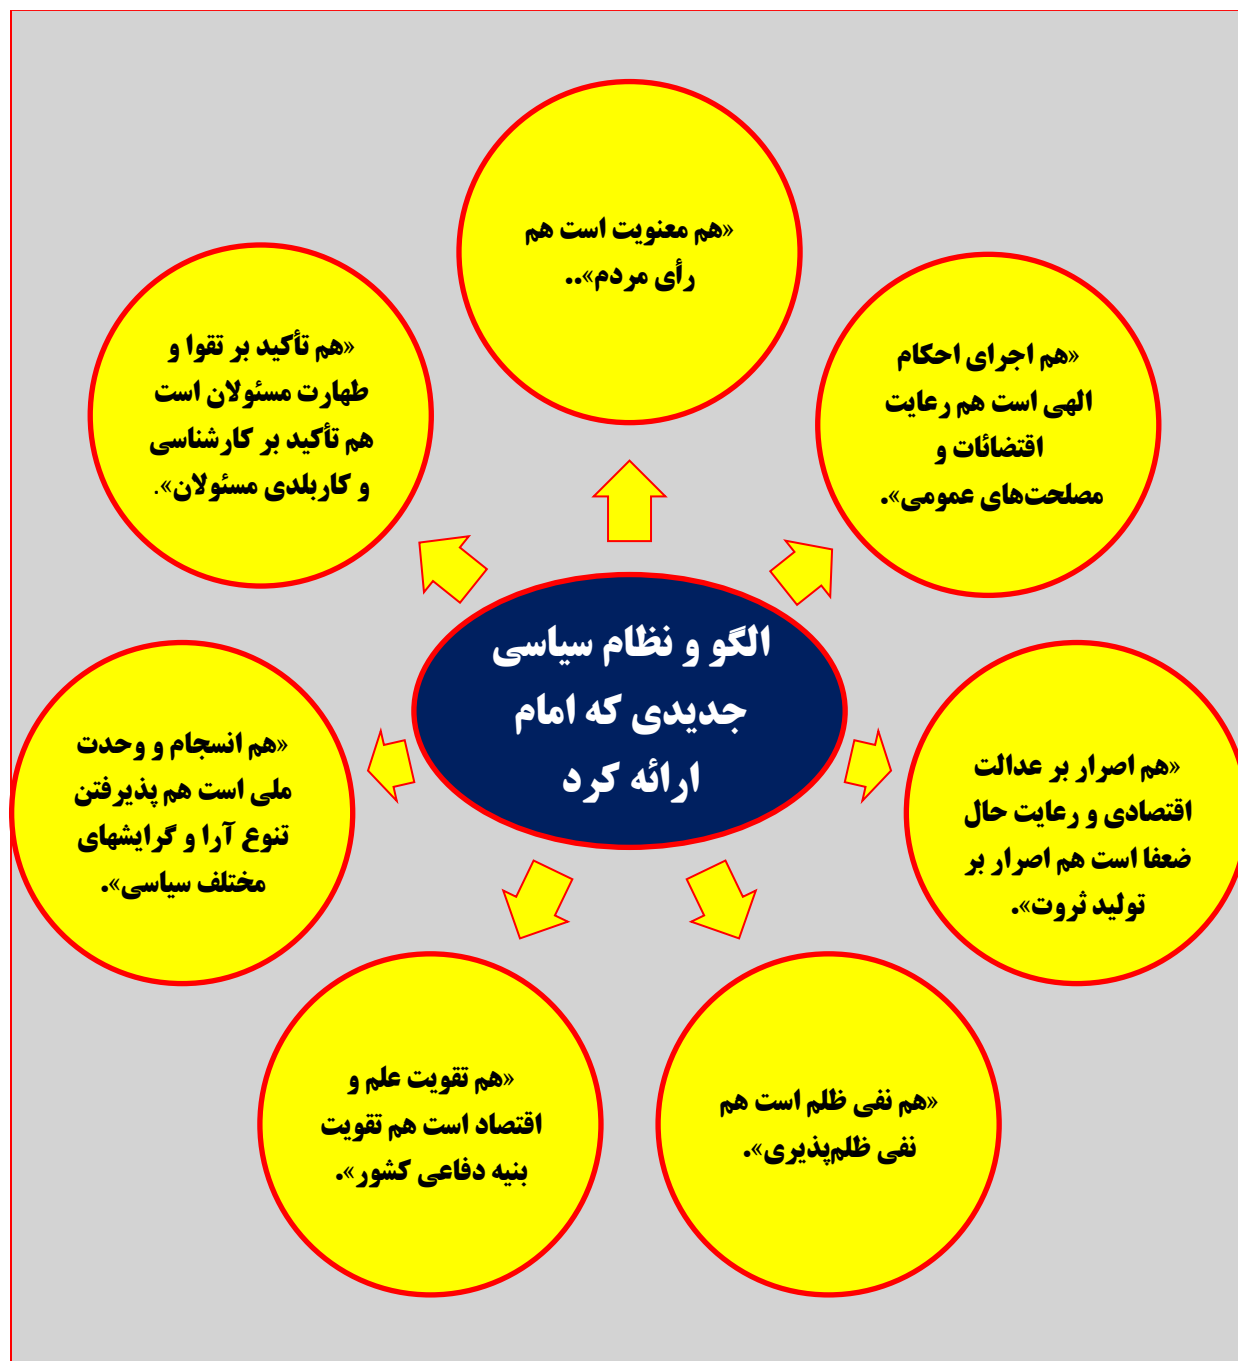 «هم معنویت است هم
رأی مردم»..
«هم اجرای احکام
الهی است هم رعایت
اقتضائات و
مصلحت‌های عمومی».
«هم اصرار بر عدالت
اقتصادی و رعایت حال
ضعفا است هم اصرار بر
تولید ثروت».
«هم نفی ظلم است هم
نفی ظلم‌پذیری».
«هم تقویت علم و
اقتصاد است هم تقویت
بنیه دفاعی کشور».
«هم انسجام و وحدت
ملی است هم پذیرفتن
تنوع آرا و گرایشهای
مختلف سیاسی».
«هم تأکید بر تقوا و
طهارت مسئولان است
هم تأکید بر کارشناسی
و کاربلدی مسئولان».
الگو و نظام سیاسی
جدیدی که امام
ارائه کرد